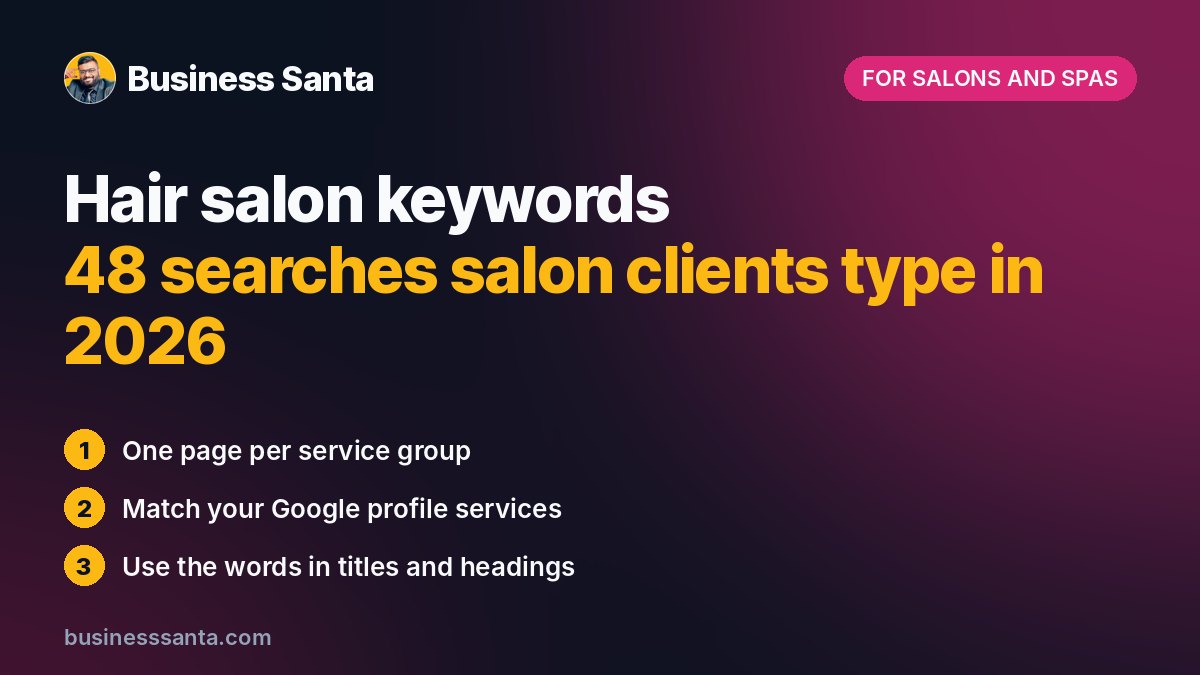 Business Santa
FOR SALONS AND SPAS
Hair salon keywords
48 searches salon clients type in
2026
1 One page per service group
2 Match your Google profile services
3 Use the words in titles and headings
businesssanta.com